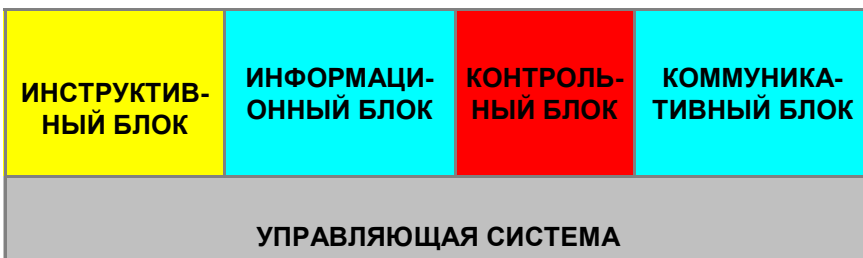 ИНСТРУКТИВ-
НЫЙ БЛОК
ИНФОРМАЦИ-
ОННЫЙ БЛОК
КОНТРОЛЬ-
НЫЙ БЛОК
КОММУНИКА-
ТИВНЫЙ БЛОК
УПРАВЛЯЮЩАЯ СИСТЕМА